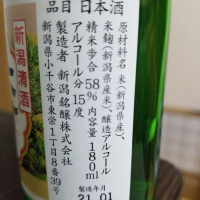 品目 日本酒
原材料名 米(新潟県産)、
米麹(新潟県産米)、醸造アルコール
精米歩合 58% 内容量 180ml
アルコール分 15度
製造者 新潟銘醸株式会社
新潟県小千谷市東栄1丁目8番39号
製造年月
21.01
新潟清酒